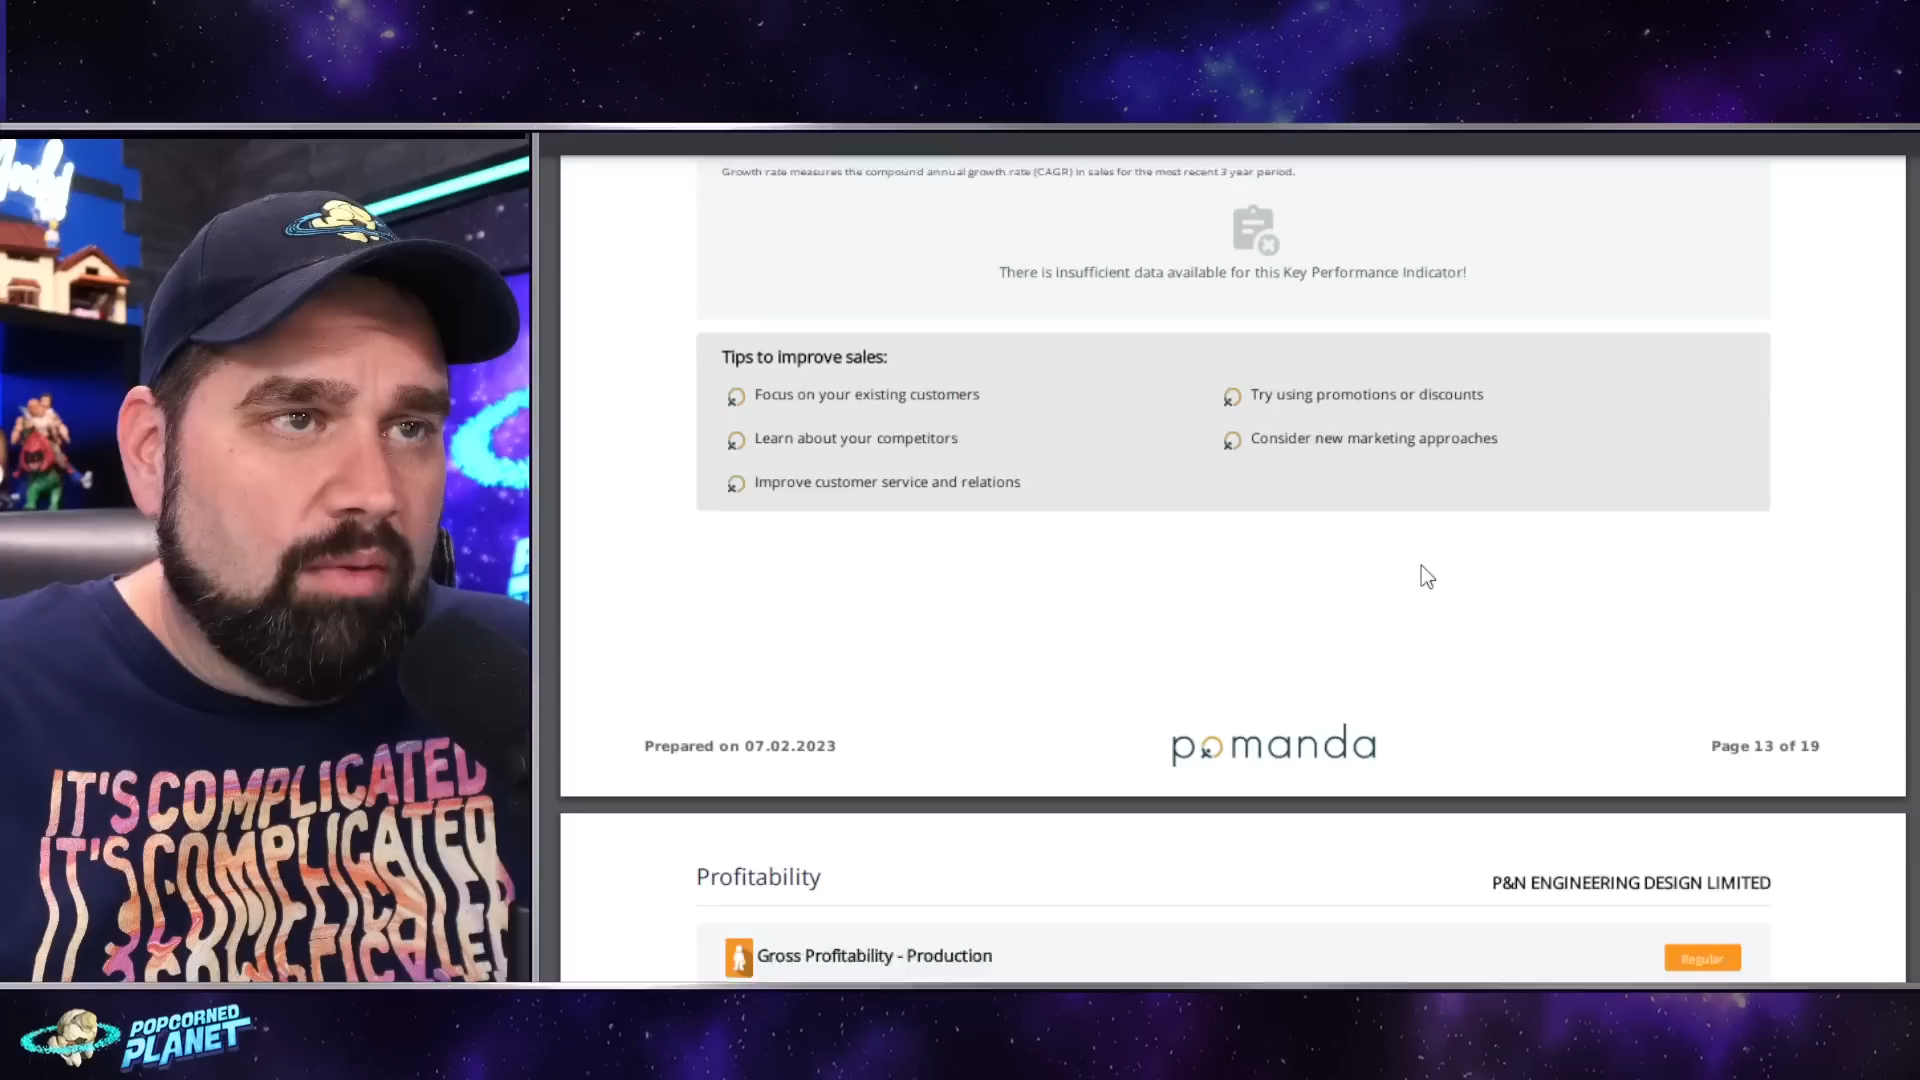 Growth rate measures the compound annual growth rate (CAGR) in sales for the most recent 3 year period.
There is insufficient data available for this Key Performance Indicator!
Tips to improve sales:
Focus on your existing customers
Try using promotions or discounts
Learn about your competitors
Consider new marketing approaches
Improve customer service and relations
Prepared on 07.02.2023
pomanda
Page 13 of 19
Profitability
P&N ENGINEERING DESIGN LIMITED
Gross Profitability - Production
Regular
IT'S COMPLICATED
IT'S COMPLICATED
IT'S COMPLICATED
POPCORNED
PLANET